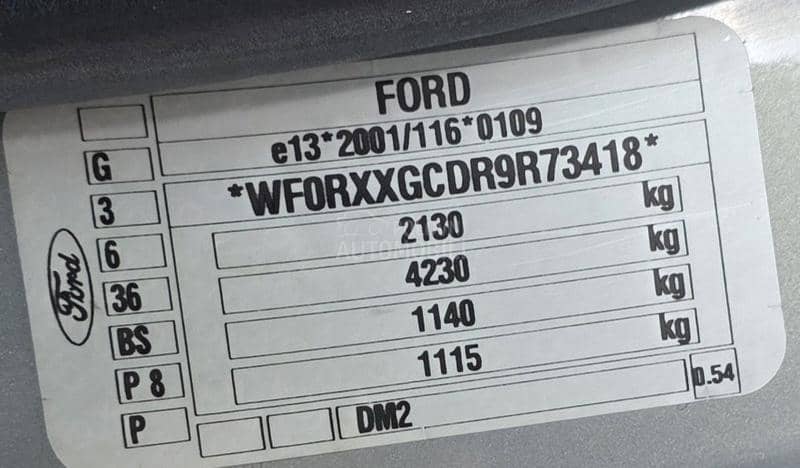 FORD
e13*2001/116*0109
*WF0RXXGCDR9R73418*
2130 kg
4230 kg
1140 kg
1115 kg
DM2
0.54
G
3
6
36
BS
P 8
P
Ford